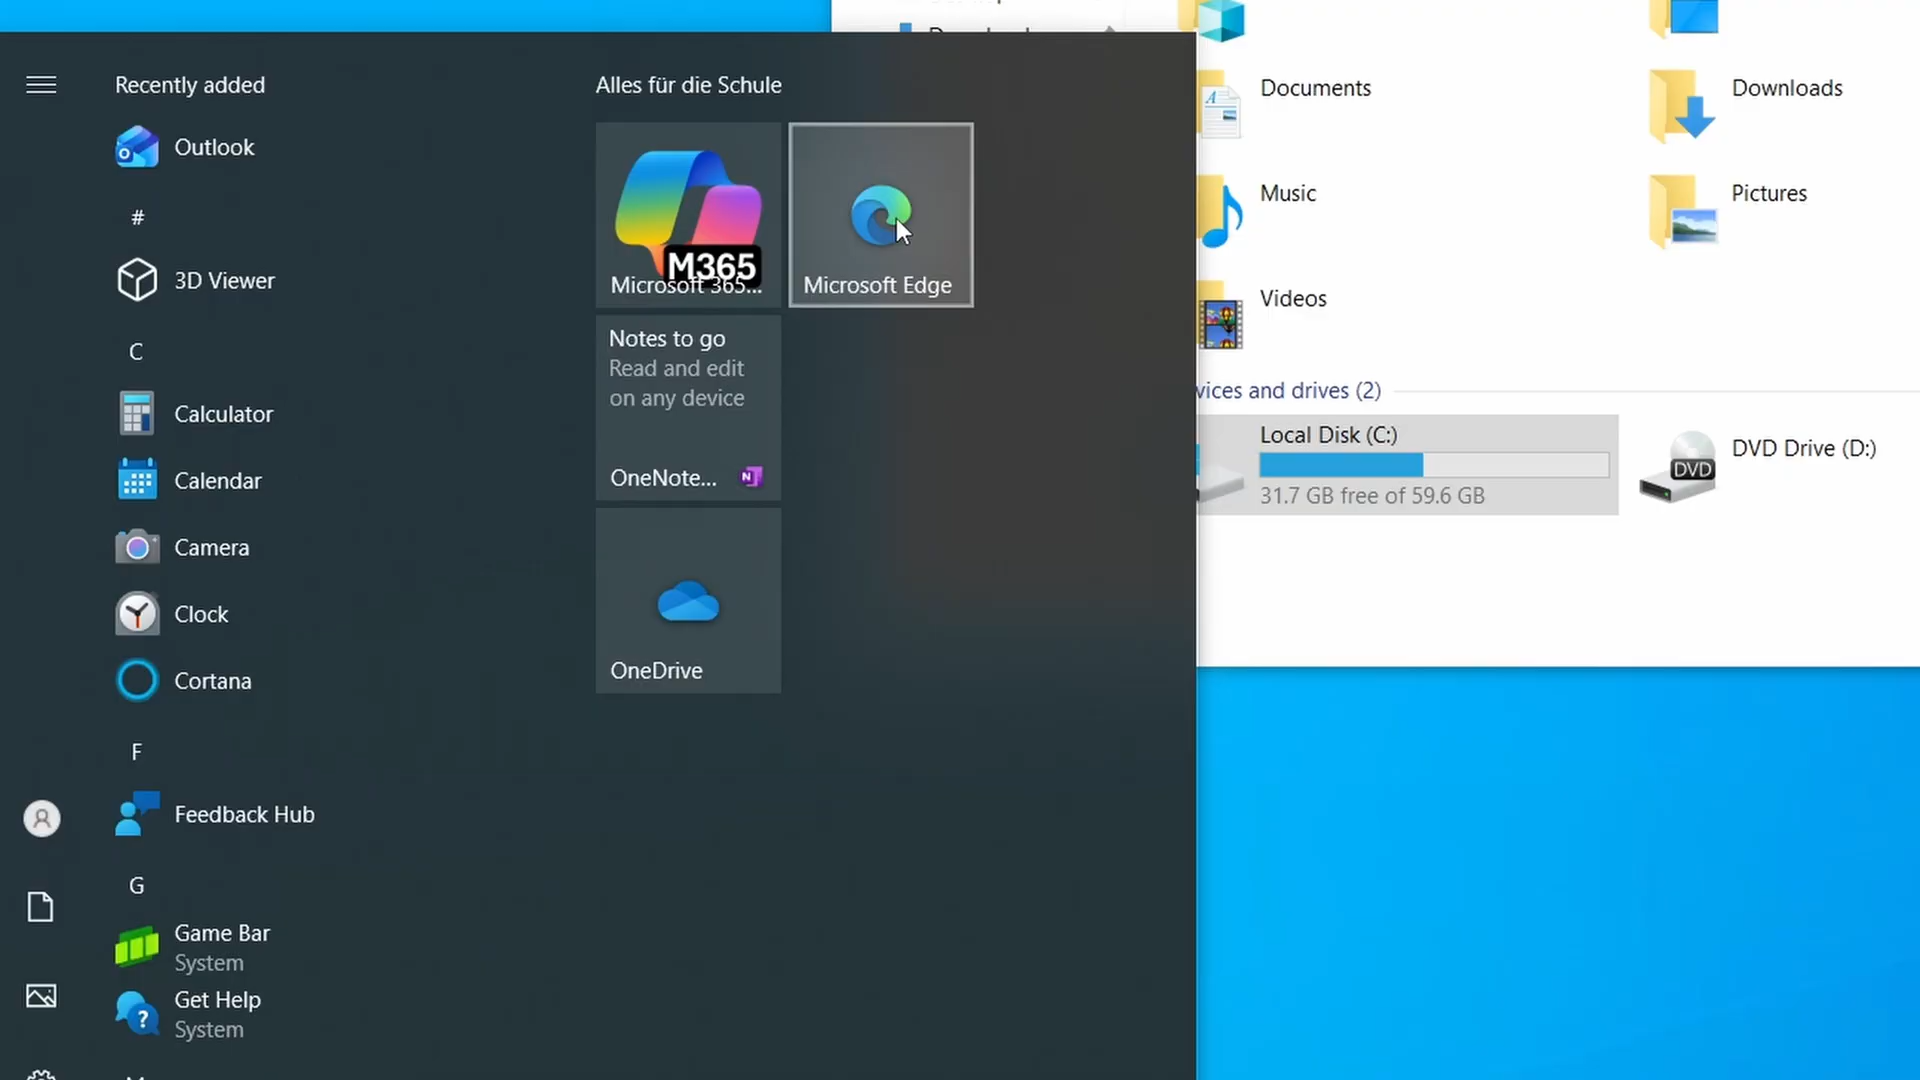 Recently added
Outlook
#
3D Viewer
C
Calculator
Calendar
Camera
Clock
Cortana
F
Feedback Hub
G
Game Bar
System
Get Help
System
Alles für die Schule
M365
Microsoft 365...
Microsoft Edge
Notes to go
Read and edit
on any device
OneNote...
OneDrive
Documents
Downloads
Music
Pictures
Videos
vices and drives (2)
Local Disk (C:)
31.7 GB free of 59.6 GB
DVD
DVD Drive (D:)